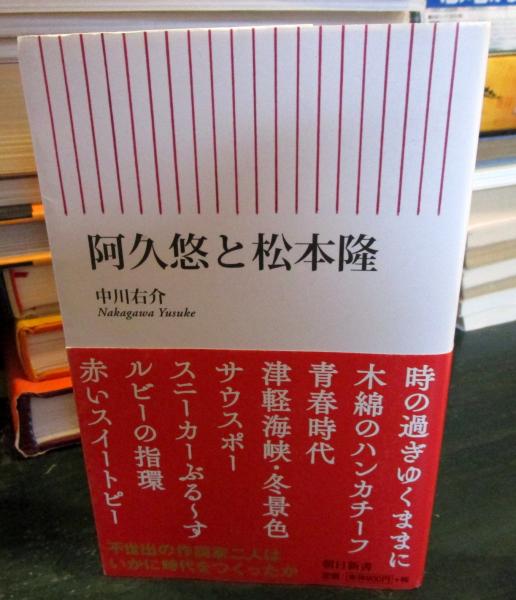 阿久悠と松本隆
中川右介
Nakagawa Yusuke
時の過ぎゆくままに
木綿のハンカチーフ
青春時代
津軽海峡・冬景色
サウスポー
スニーカーぶる〜す
ルビーの指環
赤いスイートピー
不世出の作詞家二人は
いかに時代をつくったか
朝日新書